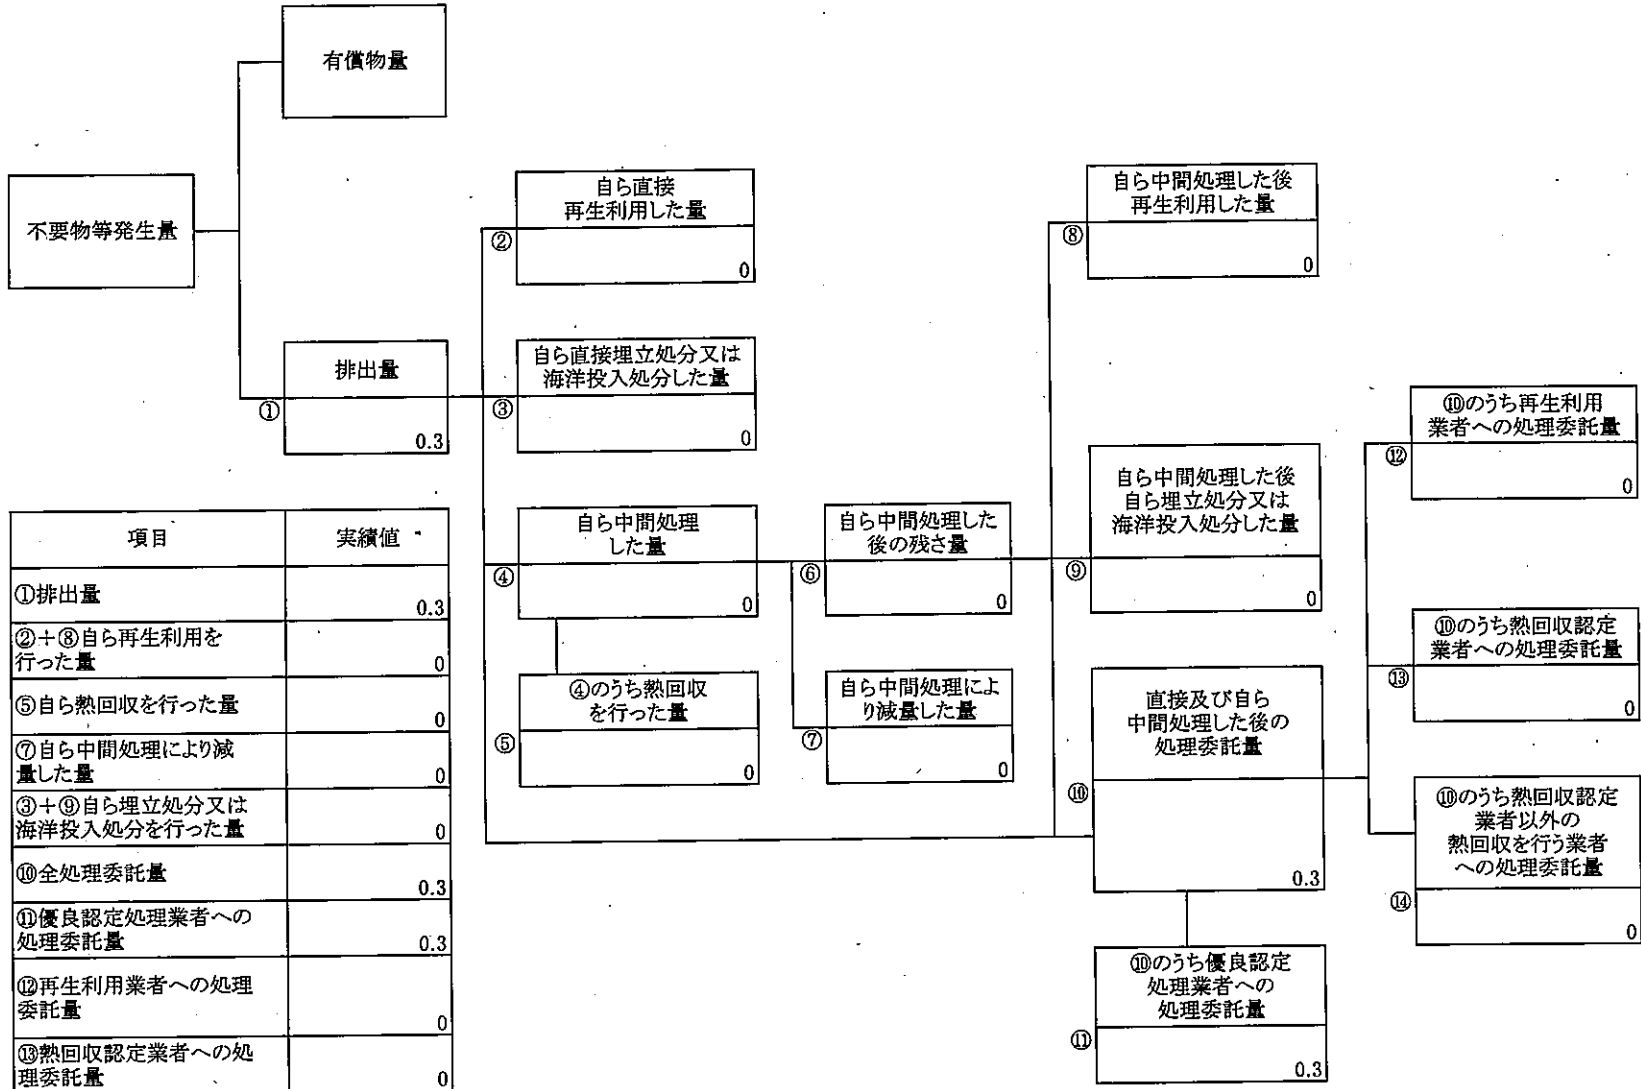 有償物量
不要物等発生量
排出量
①
0.3
自ら直接
再生利用した量
②
0
自ら直接埋立処分又は
海洋投入処分した量
③
0
自ら中間処理
した量
④
0
④のうち熱回収
を行った量
⑤
0
自ら中間処理した
後の残さ量
⑥
0
自ら中間処理によ
り減量した量
⑦
0
自ら中間処理した後
再生利用した量
⑧
0
自ら中間処理した後
自ら埋立処分又は
海洋投入処分した量
⑨
0
直接及び自ら
中間処理した後の
処理委託量
⑩
0.3
⑩のうち優良認定
処理業者への
処理委託量
⑪
0.3
⑩のうち再生利用
業者への処理委託量
⑫
0
⑩のうち熱回収認定
業者への処理委託量
⑬
0
⑩のうち熱回収認定
業者以外の
熱回収を行う業者
への処理委託量
⑭
0
項目 実績値
①排出量 0.3
②+⑧自ら再生利用を
行った量 0
⑤自ら熱回収を行った量 0
⑦自ら中間処理により減
量した量 0
③+⑨自ら埋立処分又は
海洋投入処分を行った量 0
⑩全処理委託量 0.3
⑪優良認定処理業者への
処理委託量 0.3
⑫再生利用業者への処理
委託量 0
⑬熱回収認定業者への処
理委託量 0